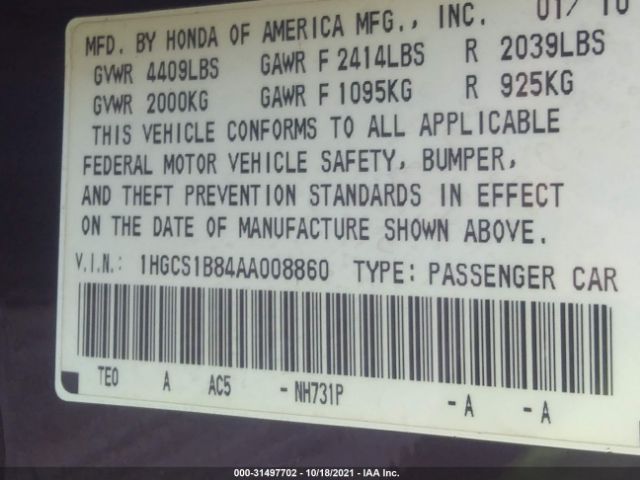 MFD. BY HONDA OF AMERICA MFG., INC. 01/10
GVWR 4409LBS GAWR F 2414LBS R 2039LBS
GVWR 2000KG GAWR F 1095KG R 925KG
THIS VEHICLE CONFORMS TO ALL APPLICABLE
FEDERAL MOTOR VEHICLE SAFETY, BUMPER,
AND THEFT PREVENTION STANDARDS IN EFFECT
ON THE DATE OF MANUFACTURE SHOWN ABOVE.
V.I.N.: 1HGCS1B84AA008860 TYPE: PASSENGER CAR
TE0 A AC5 - NH731P - A - A
000-31497702 - 10/18/2021 - IAA Inc.